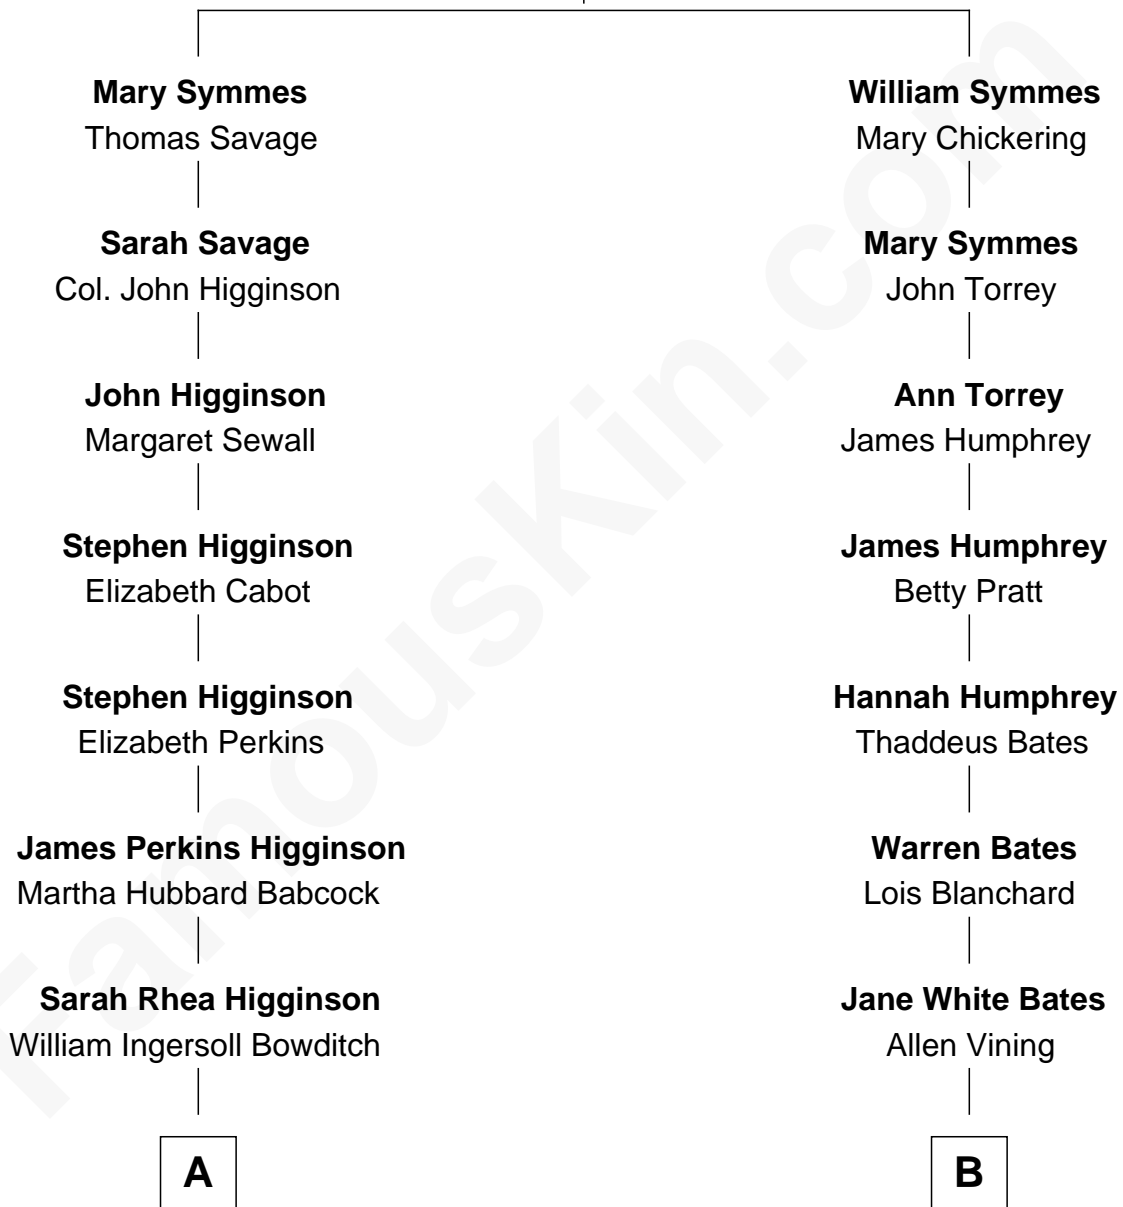 Mary Symmes
Thomas Savage
Sarah Savage
Col. John Higginson
John Higginson
Margaret Sewall
Stephen Higginson
Elizabeth Cabot
Stephen Higginson
Elizabeth Perkins
James Perkins Higginson
Martha Hubbard Babcock
Sarah Rhea Higginson
William Ingersoll Bowditch
A
William Symmes
Mary Chickering
Mary Symmes
John Torrey
Ann Torrey
James Humphrey
James Humphrey
Betty Pratt
Hannah Humphrey
Thaddeus Bates
Warren Bates
Lois Blanchard
Jane White Bates
Allen Vining
B
FamousKin.com